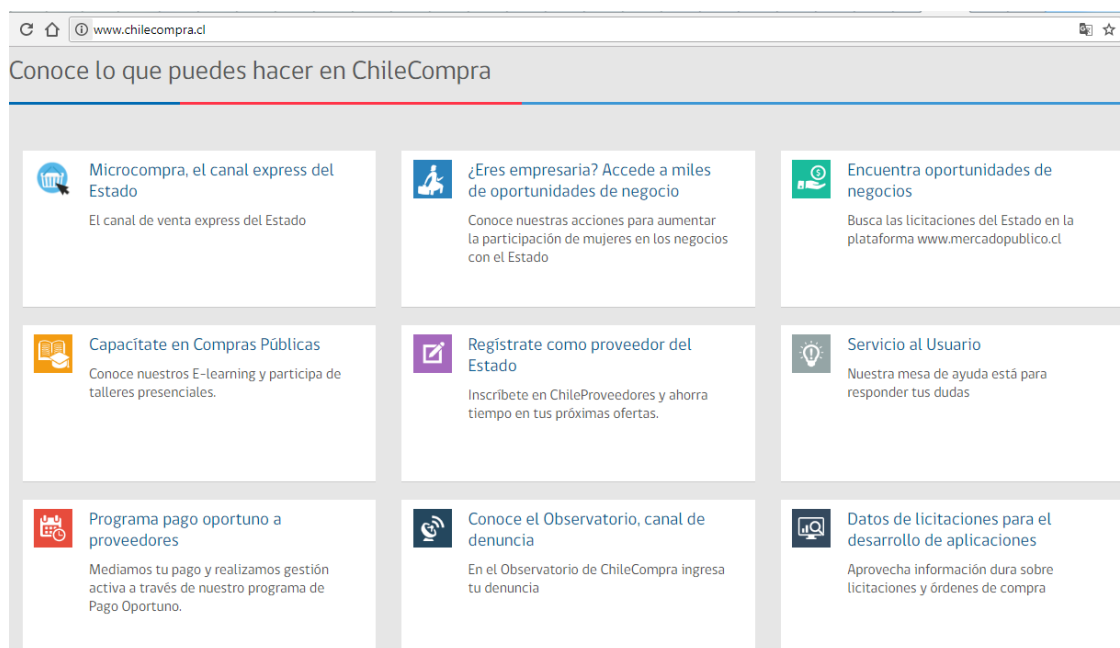 www.chilecompra.cl
Conoce lo que puedes hacer en ChileCompra
Microcompra, el canal express del
Estado
El canal de venta express del Estado
¿Eres empresaria? Accede a miles
de oportunidades de negocio
Conoce nuestras acciones para aumentar
la participación de mujeres en los negocios
con el Estado
Encuentra oportunidades de
negocios
Busca las licitaciones del Estado en la
plataforma www.mercadopublico.cl
Capacítate en Compras Públicas
Conoce nuestros E-learning y participa de
talleres presenciales.
Regístrate como proveedor del
Estado
Inscríbete en ChileProveedores y ahorra
tiempo en tus próximas ofertas.
Servicio al Usuario
Nuestra mesa de ayuda está para
responder tus dudas
Programa pago oportuno a
proveedores
Mediamos tu pago y realizamos gestión
activa a través de nuestro programa de
Pago Oportuno.
Conoce el Observatorio, canal de
denuncia
En el Observatorio de ChileCompra ingresa
tu denuncia
Datos de licitaciones para el
desarrollo de aplicaciones
Aprovecha información dura sobre
licitaciones y órdenes de compra